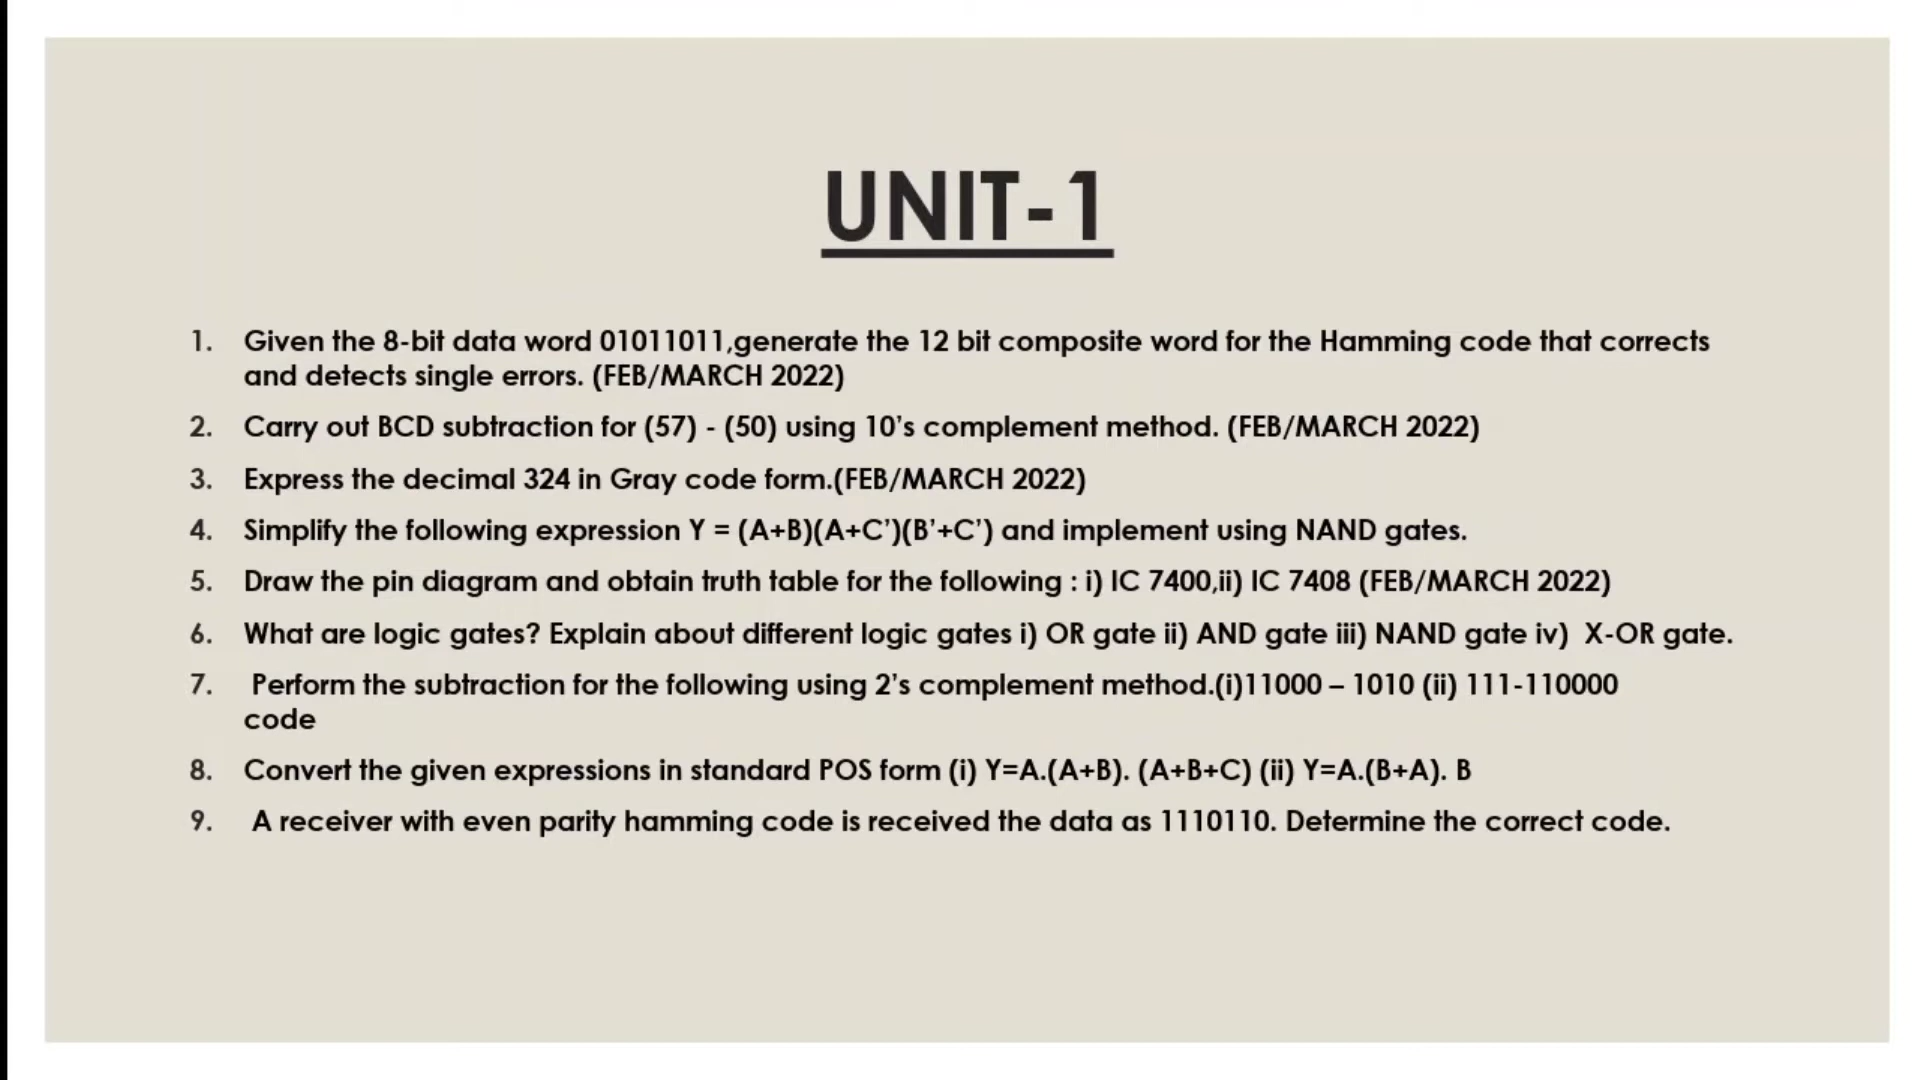 UNIT-1
1. Given the 8-bit data word 01011011,generate the 12 bit composite word for the Hamming code that corrects
and detects single errors. (FEB/MARCH 2022)
2. Carry out BCD subtraction for (57) - (50) using 10’s complement method. (FEB/MARCH 2022)
3. Express the decimal 324 in Gray code form.(FEB/MARCH 2022)
4. Simplify the following expression Y = (A+B)(A+C’)(B’+C’) and implement using NAND gates.
5. Draw the pin diagram and obtain truth table for the following : i) IC 7400,ii) IC 7408 (FEB/MARCH 2022)
6. What are logic gates? Explain about different logic gates i) OR gate ii) AND gate iii) NAND gate iv) X-OR gate.
7. Perform the subtraction for the following using 2’s complement method.(i)11000 – 1010 (ii) 111-110000
code
8. Convert the given expressions in standard POS form (i) Y=A.(A+B). (A+B+C) (ii) Y=A.(B+A). B
9. A receiver with even parity hamming code is received the data as 1110110. Determine the correct code.